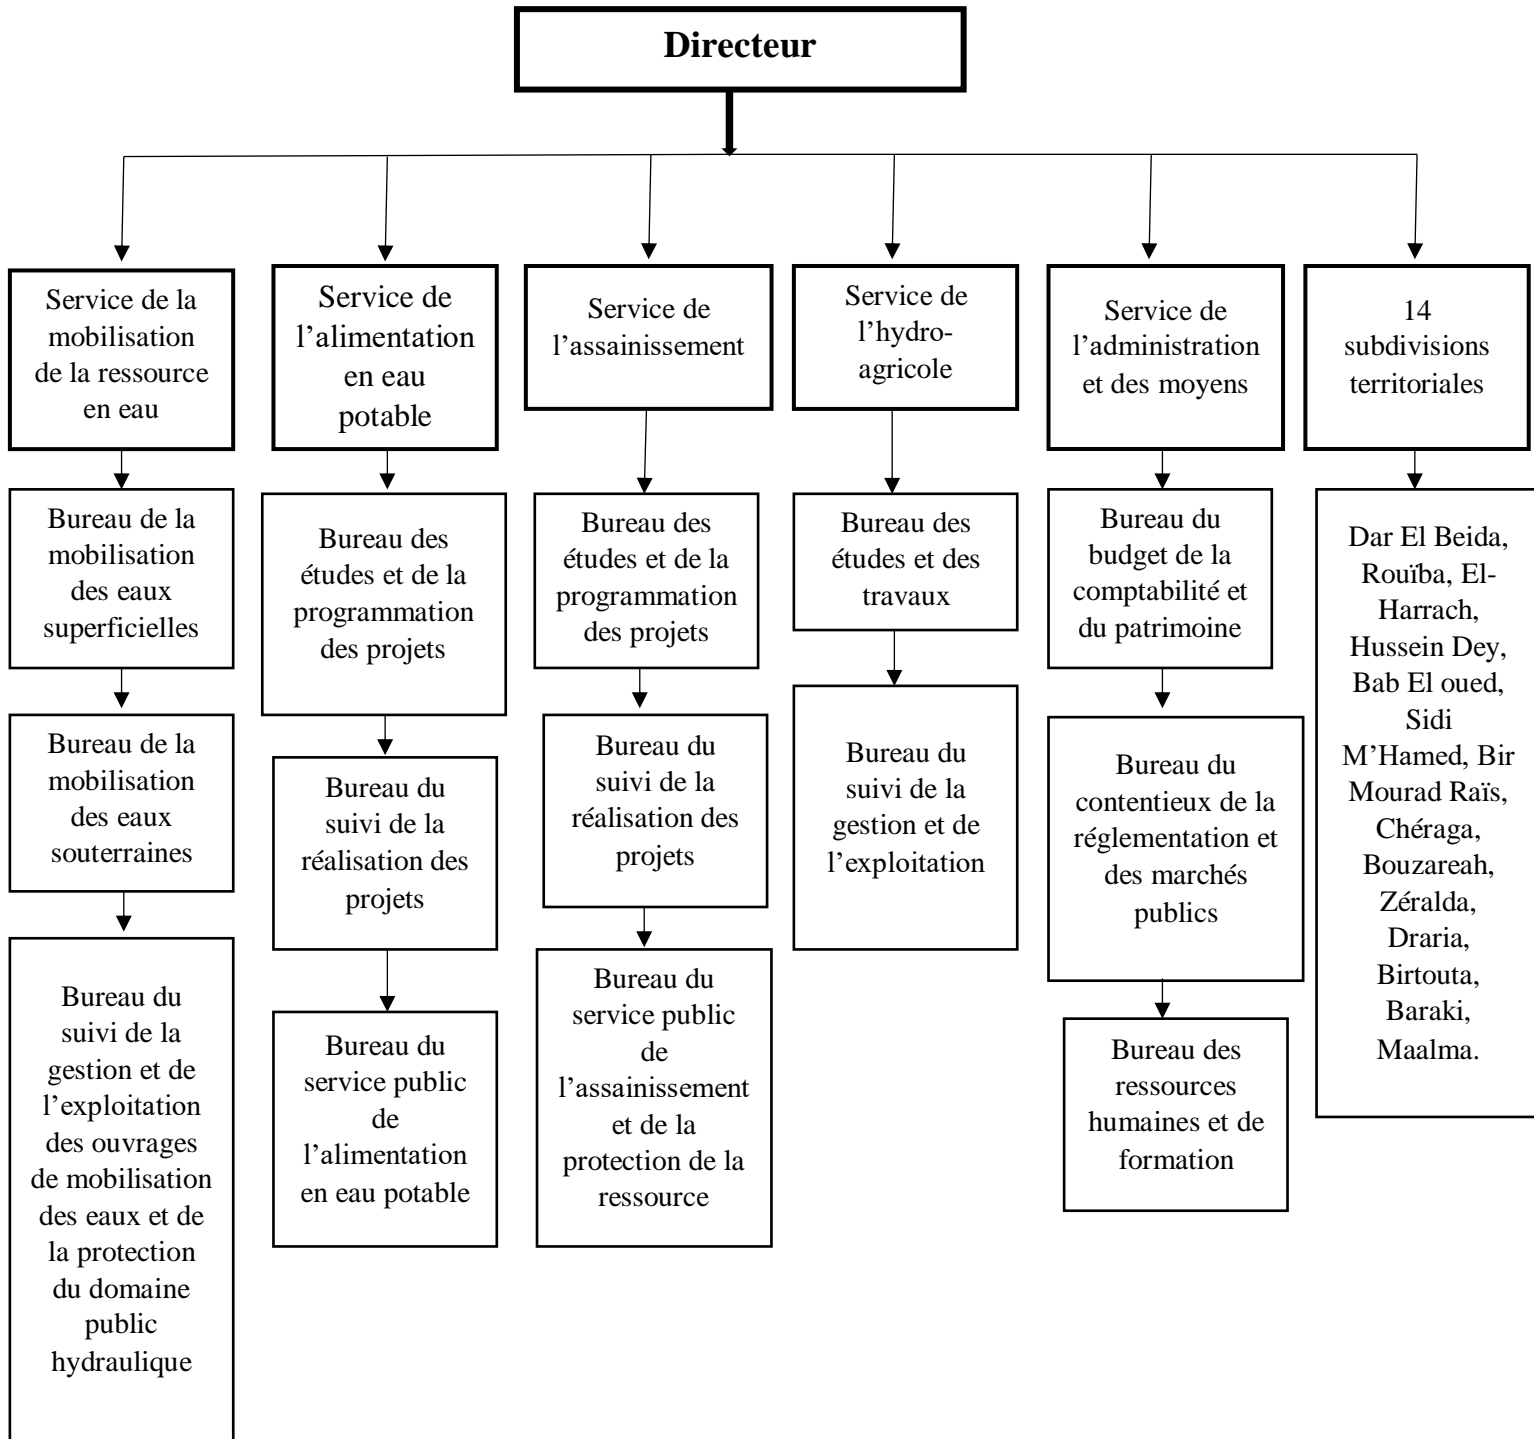 Directeur
Service de la
mobilisation
de la ressource
en eau
Bureau de la
mobilisation
des eaux
superficielles
Bureau de la
mobilisation
des eaux
souterraines
Bureau du
suivi de la
gestion et de
l’exploitation
des ouvrages
de mobilisation
des eaux et de
la protection
du domaine
public
hydraulique
Service de
l’alimentation
en eau
potable
Bureau des
études et de la
programmation
des projets
Bureau du
suivi de la
réalisation des
projets
Bureau du
service public
de
l’alimentation
en eau potable
Service de
l’assainissement
Bureau des
études et de la
programmation
des projets
Bureau du
suivi de la
réalisation des
projets
Bureau du
service public
de
l’assainissement
et de la
protection de la
ressource
Service de
l’hydro-
agricole
Bureau des
études et des
travaux
Bureau du
suivi de la
gestion et de
l’exploitation
Service de
l’administration
et des moyens
Bureau du
budget de la
comptabilité et
du patrimoine
Bureau du
contentieux de la
réglementation et
des marchés
publics
Bureau des
ressources
humaines et de
formation
14
subdivisions
territoriales
Dar El Beida,
Rouïba, El-
Harrach,
Hussein Dey,
Bab El oued,
Sidi
M’Hamed, Bir
Mourad Raïs,
Chéraga,
Bouzareah,
Zéralda,
Draria,
Birtouta,
Baraki,
Maalma.